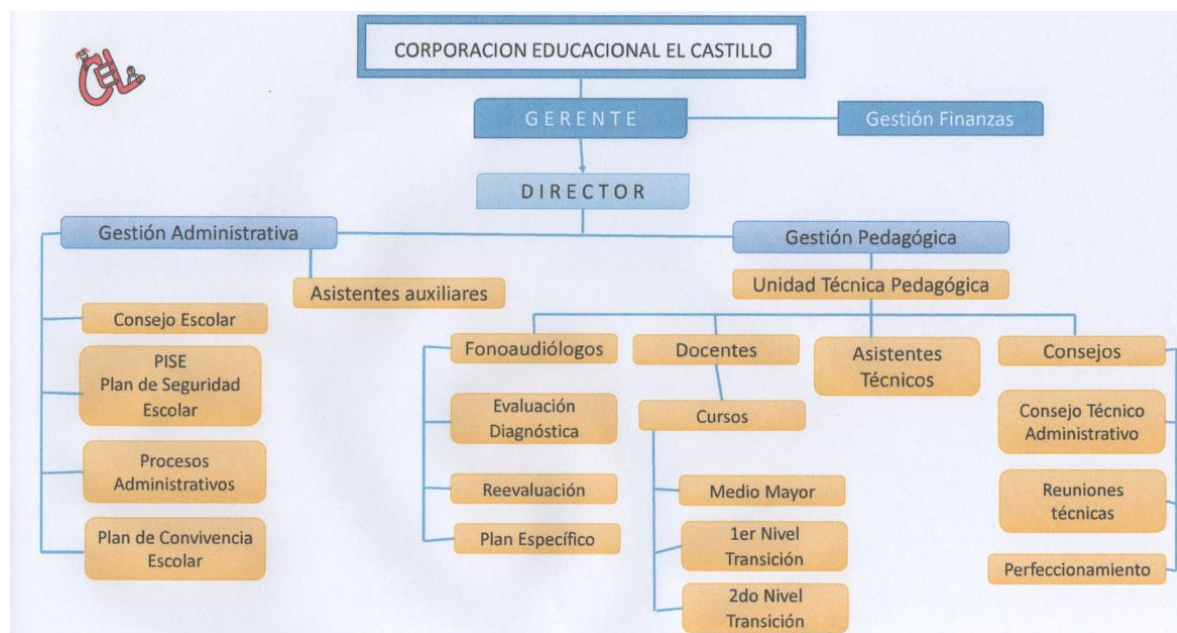 CEL
CORPORACION EDUCACIONAL EL CASTILLO
GERENTE
Gestión Finanzas
DIRECTOR
Gestión Administrativa
Gestión Pedagógica
Asistentes auxiliares
Unidad Técnica Pedagógica
Consejo Escolar
PISE
Plan de Seguridad
Escolar
Procesos
Administrativos
Plan de Convivencia
Escolar
Fonoaudiólogos
Evaluación
Diagnóstica
Reevaluación
Plan Específico
Docentes
Cursos
Medio Mayor
1er Nivel
Transición
2do Nivel
Transición
Asistentes
Técnicos
Consejos
Consejo Técnico
Administrativo
Reuniones
técnicas
Perfeccionamiento